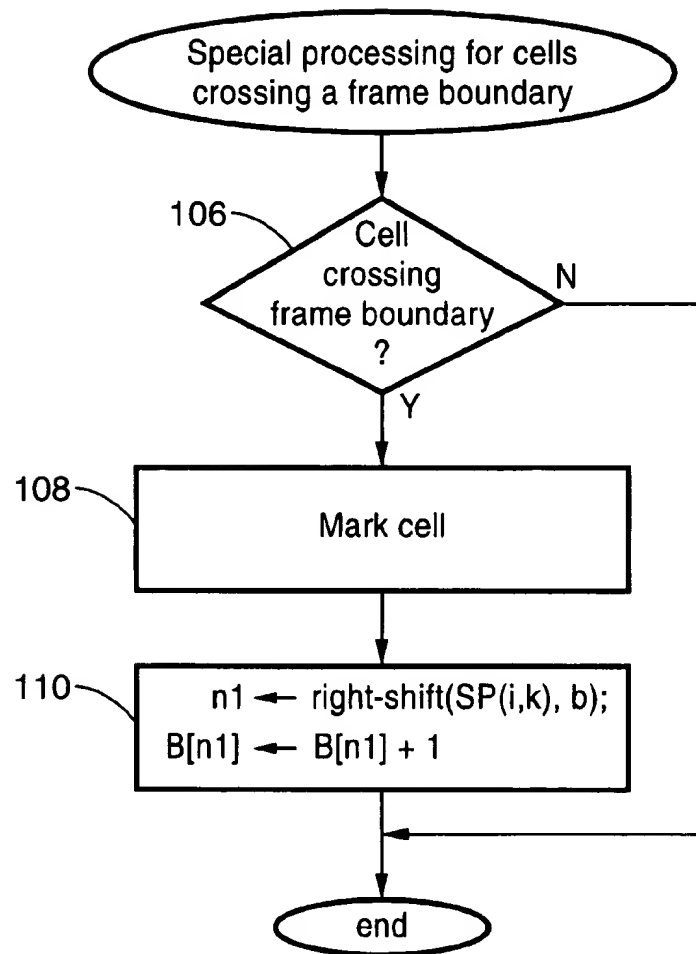 Special processing for cells
crossing a frame boundary
106
Cell
crossing
frame boundary
?
N
Y
108
Mark cell
110
n1 ← right-shift(SP(i,k), b);
B[n1] ← B[n1] + 1
end